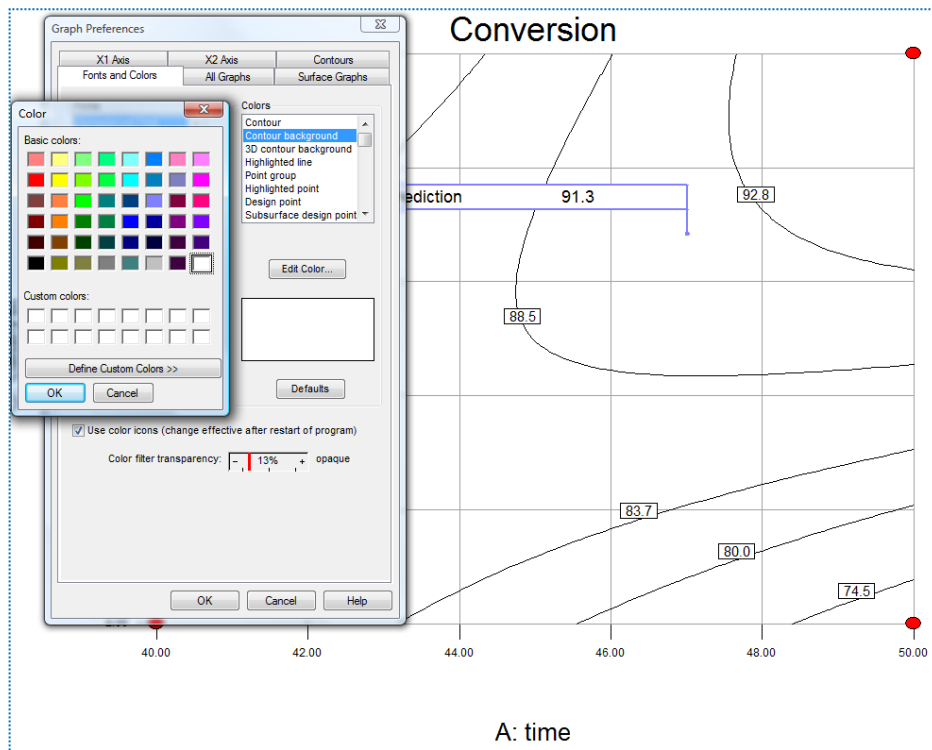 Conversion
Graph Preferences
X1 Axis
X2 Axis
Contours
Fonts and Colors
All Graphs
Surface Graphs
Color
Basic colors:
Custom colors:
Define Custom Colors >>
OK
Cancel
Colors
Contour
Contour background
3D contour background
Highlighted line
Point group
Highlighted point
Design point
Subsurface design point
Edit Color...
Defaults
Use color icons (change effective after restart of program)
Color filter transparency:
- 13% +
opaque
OK
Cancel
Help
ediction 91.3
92.8
88.5
83.7
80.0
74.5
40.00
42.00
44.00
46.00
48.00
50.00
A: time